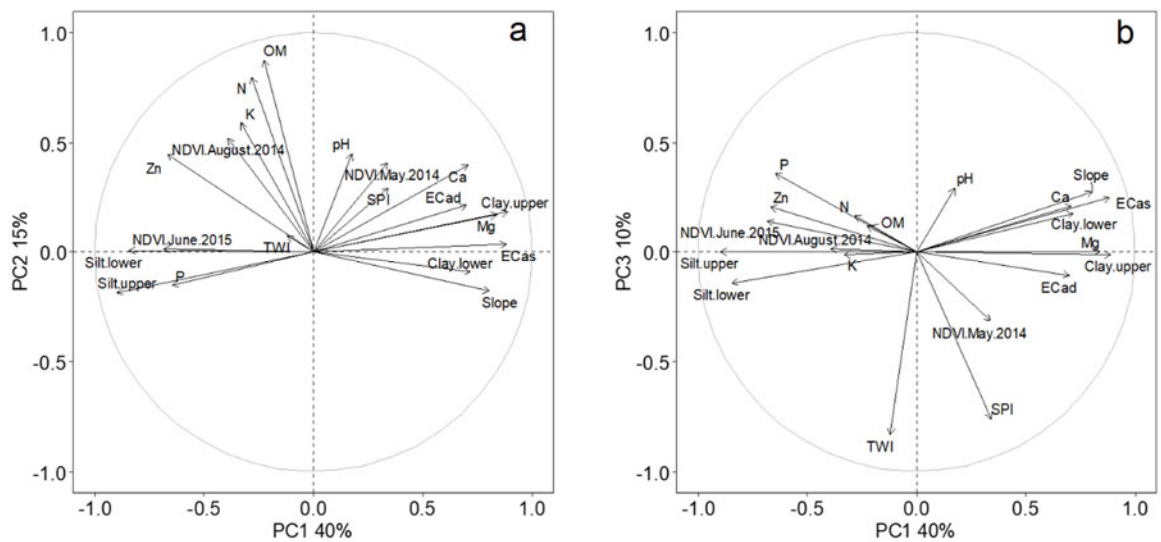 a
1.0
0.5
0.0
-0.5
-1.0
PC2 15%
OM
N
K
NDVI.August.2014
Zn
pH
NDVI.May.2014
Ca
SPI
ECad
Clay.upper
Mg
NDVI.June.2015
TWI
Silt.lower
Clay.lower
ECas
P
Silt.upper
Slope
-1.0 -0.5 0.0 0.5 1.0
PC1 40%
b
1.0
0.5
0.0
-0.5
-1.0
PC3 10%
P
Zn
N
OM
pH
Slope
Ca
ECas
Clay.lower
NDVI.June.2015
NDVI.August.2014
Mg
Silt.upper
K
Clay.upper
Silt.lower
ECad
NDVI.May.2014
SPI
TWI
-1.0 -0.5 0.0 0.5 1.0
PC1 40%